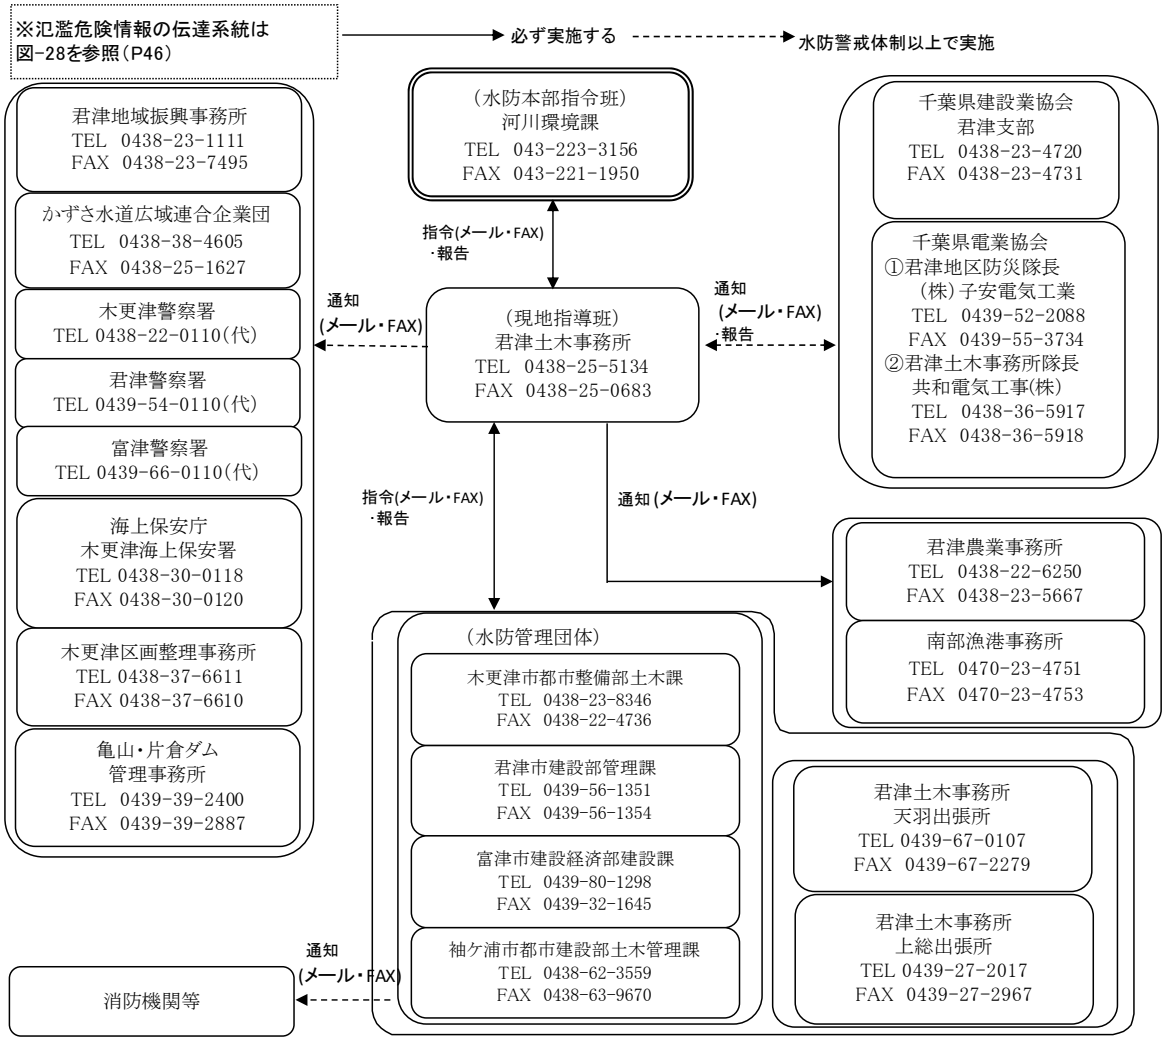 ※氾濫危険情報の伝達系統は
図-28を参照(P46)
必ず実施する
水防警戒体制以上で実施
君津地域振興事務所
TEL 0438-23-1111
FAX 0438-23-7495
かずさ水道広域連合企業団
TEL 0438-38-4605
FAX 0438-25-1627
木更津警察署
TEL 0438-22-0110(代)
君津警察署
TEL 0439-54-0110(代)
富津警察署
TEL 0439-66-0110(代)
海上保安庁
木更津海上保安署
TEL 0438-30-0118
FAX 0438-30-0120
木更津区画整理事務所
TEL 0438-37-6611
FAX 0438-37-6610
亀山・片倉ダム
管理事務所
TEL 0439-39-2400
FAX 0439-39-2887
(水防本部指令班)
河川環境課
TEL 043-223-3156
FAX 043-221-1950
指令(メール・FAX)
・報告
通知
(メール・FAX)
(現地指導班)
君津土木事務所
TEL 0438-25-5134
FAX 0438-25-0683
通知
(メール・FAX)
・報告
千葉県建設業協会
君津支部
TEL 0438-23-4720
FAX 0438-23-4731
千葉県電業協会
①君津地区防災隊長
(株)子安電気工業
TEL 0439-52-2088
FAX 0439-55-3734
②君津土木事務所隊長
共和電気工事(株)
TEL 0438-36-5917
FAX 0438-36-5918
指令(メール・FAX)
・報告
通知(メール・FAX)
君津農業事務所
TEL 0438-22-6250
FAX 0438-23-5667
南部漁港事務所
TEL 0470-23-4751
FAX 0470-23-4753
(水防管理団体)
木更津市都市整備部土木課
TEL 0438-23-8346
FAX 0438-22-4736
君津市建設部管理課
TEL 0439-56-1351
FAX 0439-56-1354
富津市建設経済部建設課
TEL 0439-80-1298
FAX 0439-32-1645
袖ケ浦市都市建設部土木管理課
TEL 0438-62-3559
FAX 0438-63-9670
君津土木事務所
天羽出張所
TEL 0439-67-0107
FAX 0439-67-2279
君津土木事務所
上総出張所
TEL 0439-27-2017
FAX 0439-27-2967
通知
(メール・FAX)
消防機関等